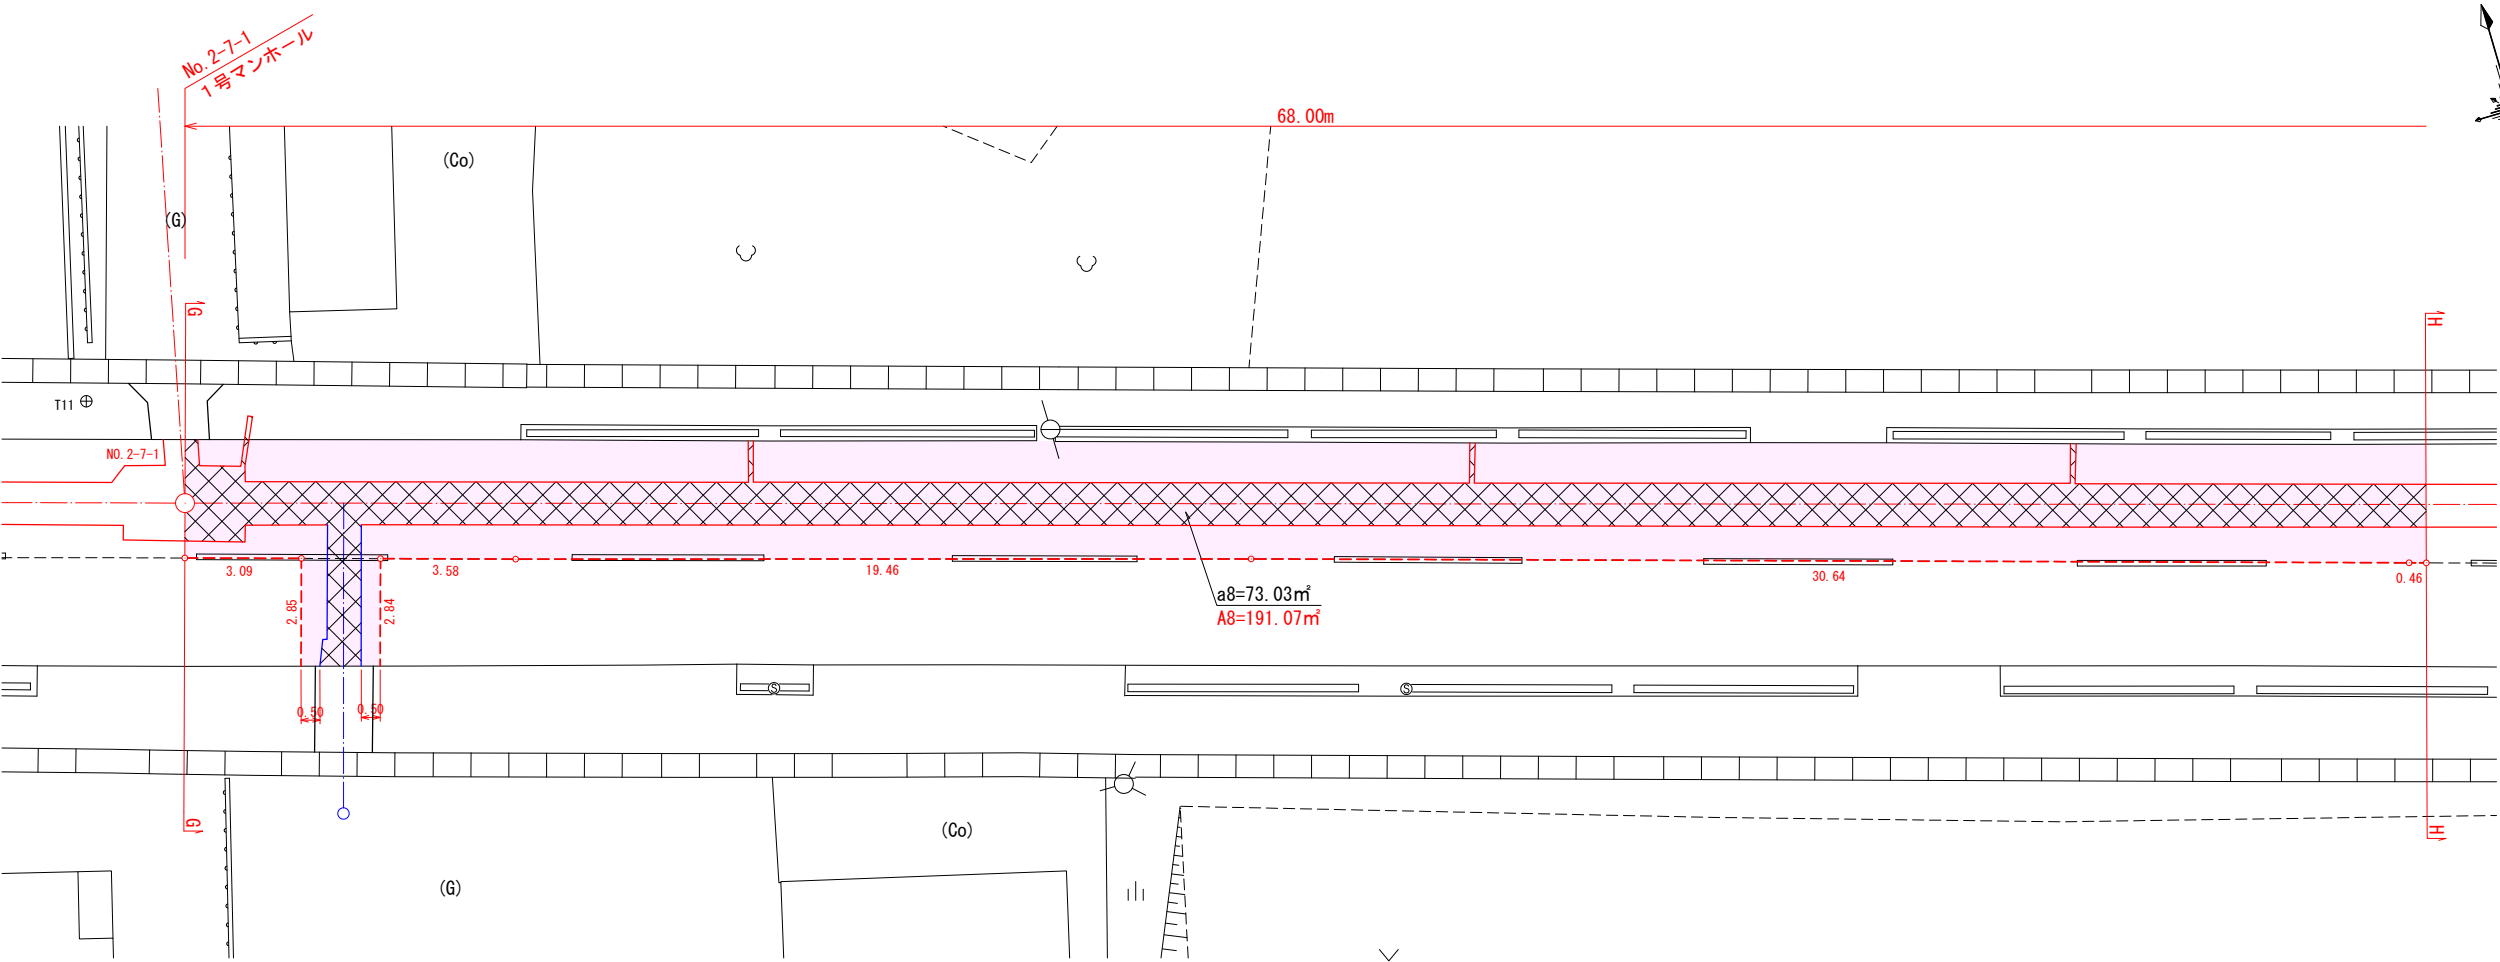 No.2-7-1
1号マンホール
68.00m
(Co)
(G)
G
H
T11
NO.2-7-1
3.09
3.58
19.46
30.64
0.46
2.85
2.84
a8=73.03㎡
A8=191.07㎡
0.50
0.50
S
S
G
H
(Co)
(G)